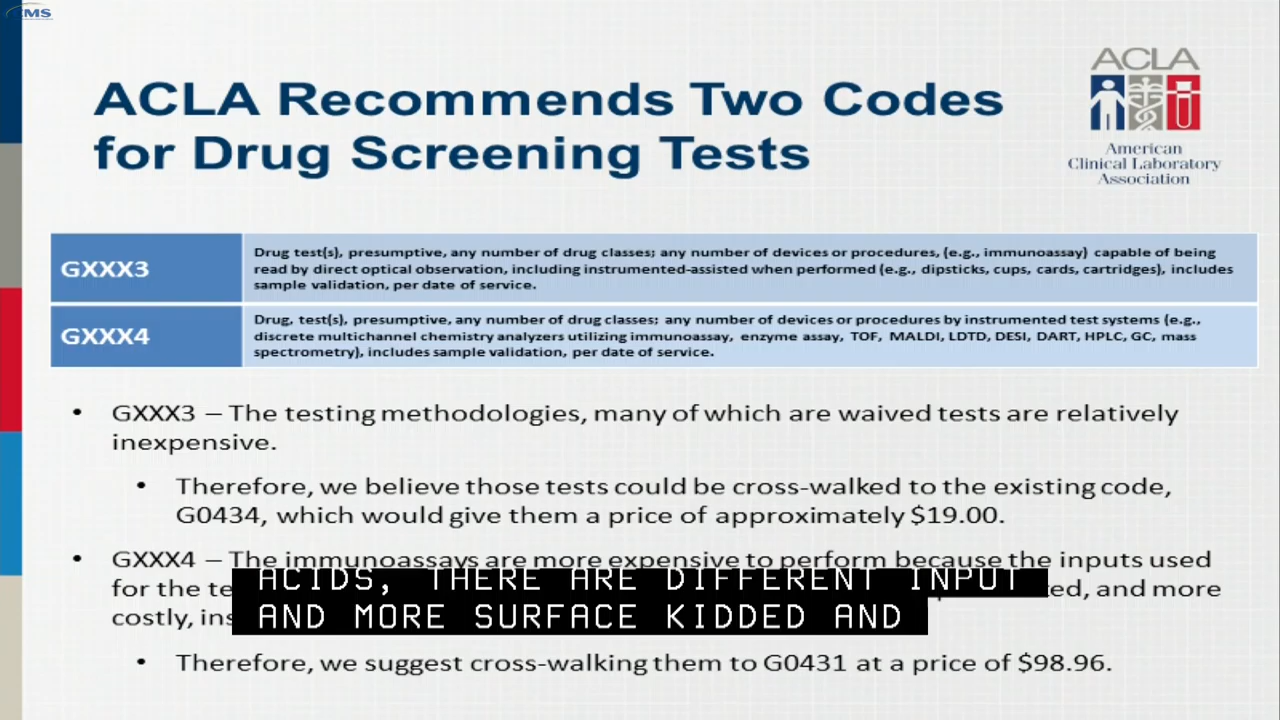 CMS
ACLA Recommends Two Codes
for Drug Screening Tests
ACLA
American
Clinical Laboratory
Association
GXXX3
Drug test(s), presumptive, any number of drug classes; any number of devices or procedures, (e.g., immunoassay) capable of being
read by direct optical observation, including instrumented-assisted when performed (e.g., dipsticks, cups, cards, cartridges), includes
sample validation, per date of service.
GXXX4
Drug, test(s), presumptive, any number of drug classes; any number of devices or procedures by instrumented test systems (e.g.,
discrete multichannel chemistry analyzers utilizing immunoassay, enzyme assay, TOF, MALDI, LDTD, DESI, DART, HPLC, GC, mass
spectrometry), includes sample validation, per date of service.
• GXXX3 – The testing methodologies, many of which are waived tests are relatively
inexpensive.
• Therefore, we believe those tests could be cross-walked to the existing code,
G0434, which would give them a price of approximately $19.00.
• GXXX4 – The immunoassays are more expensive to perform because the inputs used
for the and more
costly,
ACIDS, THERE ARE DIFFERENT INPUT
AND MORE SURFACE KIDDED AND
• Therefore, we suggest cross-walking them to G0431 at a price of $98.96.